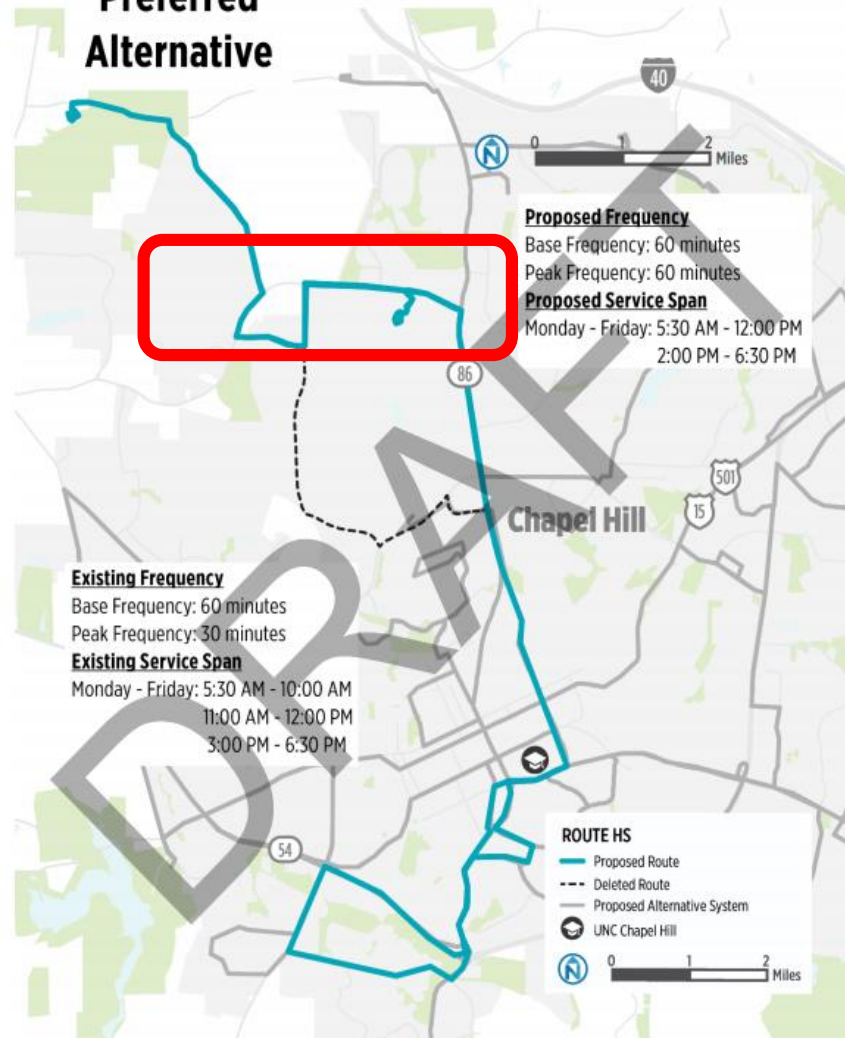 Preferred
Alternative
40
N
0 1 2
Miles
Proposed Frequency
Base Frequency: 60 minutes
Peak Frequency: 60 minutes
Proposed Service Span
Monday - Friday: 5:30 AM - 12:00 PM
2:00 PM - 6:30 PM
86
501
15
Chapel Hill
DRAFT
Existing Frequency
Base Frequency: 60 minutes
Peak Frequency: 30 minutes
Existing Service Span
Monday - Friday: 5:30 AM - 10:00 AM
11:00 AM - 12:00 PM
3:00 PM - 6:30 PM
54
ROUTE HS
Proposed Route
Deleted Route
Proposed Alternative System
UNC Chapel Hill
N
0 1 2
Miles